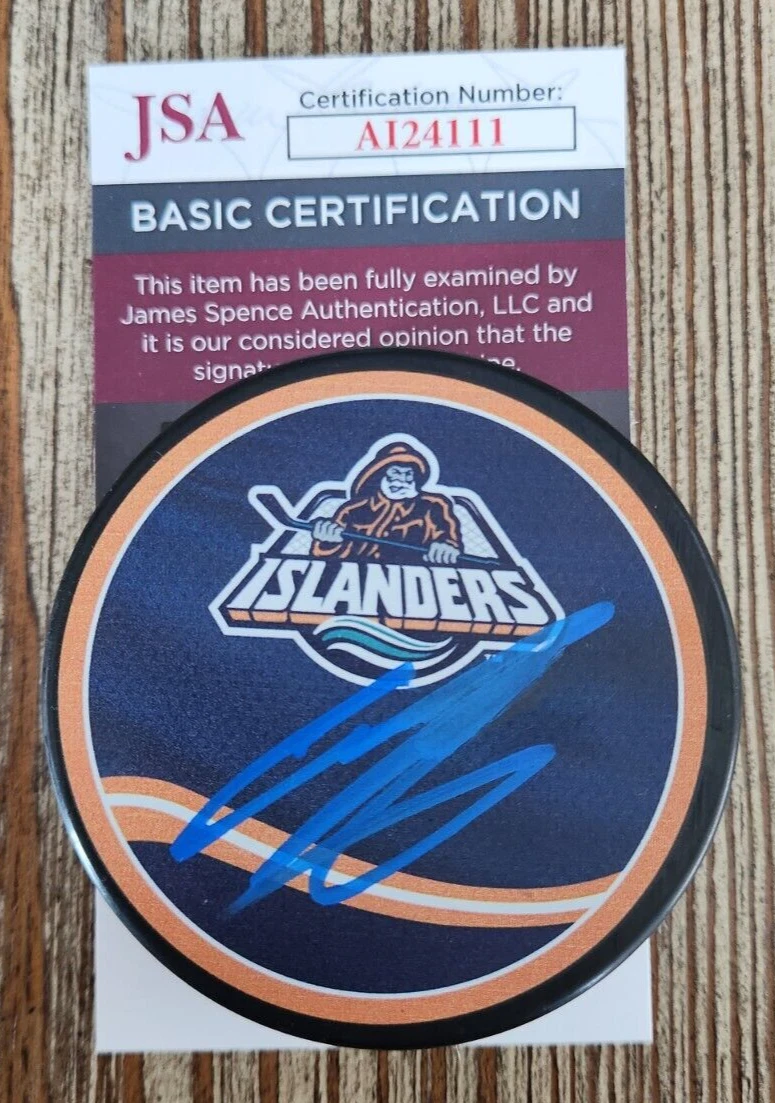 JSA
Certification Number:
AI24111
BASIC CERTIFICATION
This item has been fully examined by
James Spence Authentication, LLC and
it is our considered opinion that the
ISLANDERS
TM